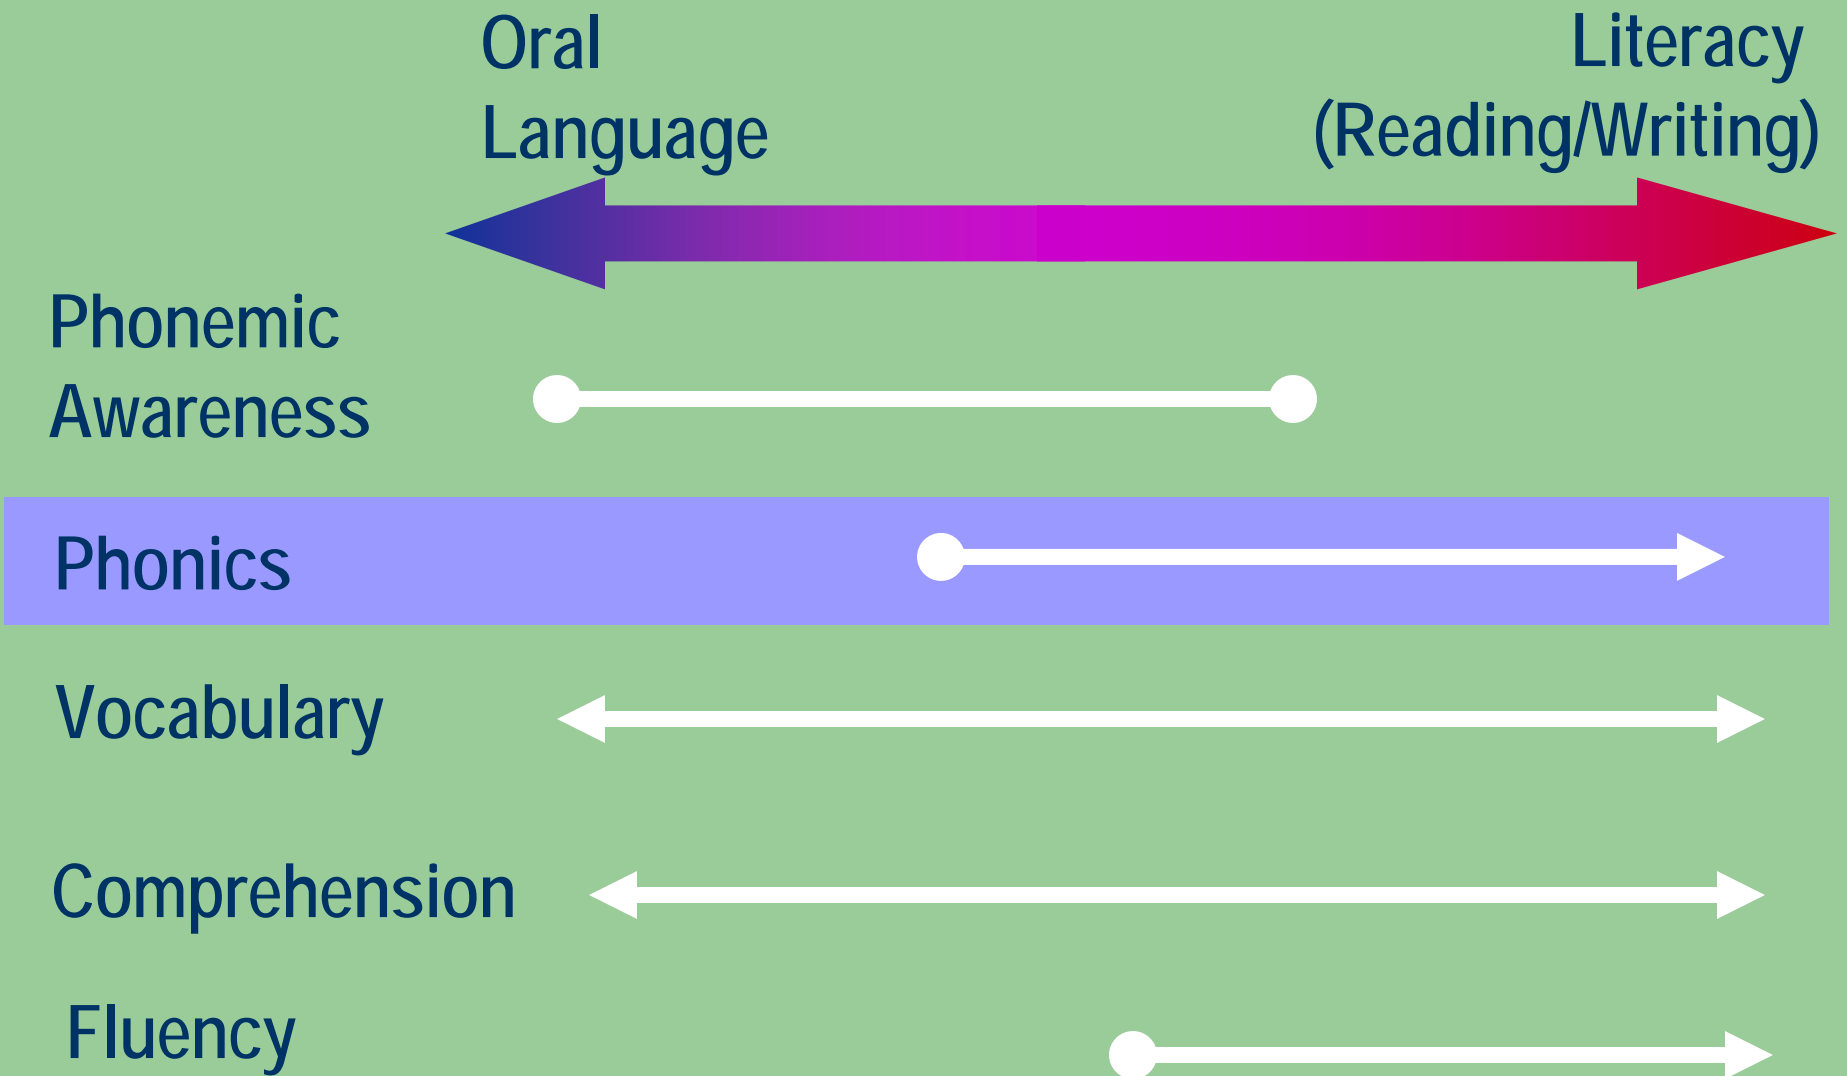 Oral
Language
Literacy
(Reading/Writing)
Phonemic
Awareness
Phonics
Vocabulary
Comprehension
Fluency